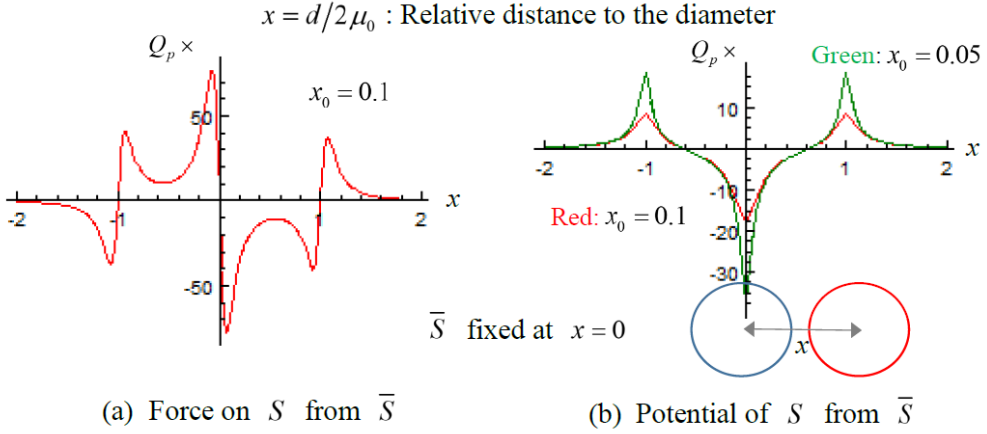 x = d/2μ₀ : Relative distance to the diameter
Q_p ×
x₀ = 0.1
50
-2
-1
1
2
x
-50
Q_p ×
Green: x₀ = 0.05
10
-2
-1
1
2
x
-10
Red: x₀ = 0.1
-20
-30
S̅ fixed at x = 0
x
(a) Force on S from S̅
(b) Potential of S from S̅